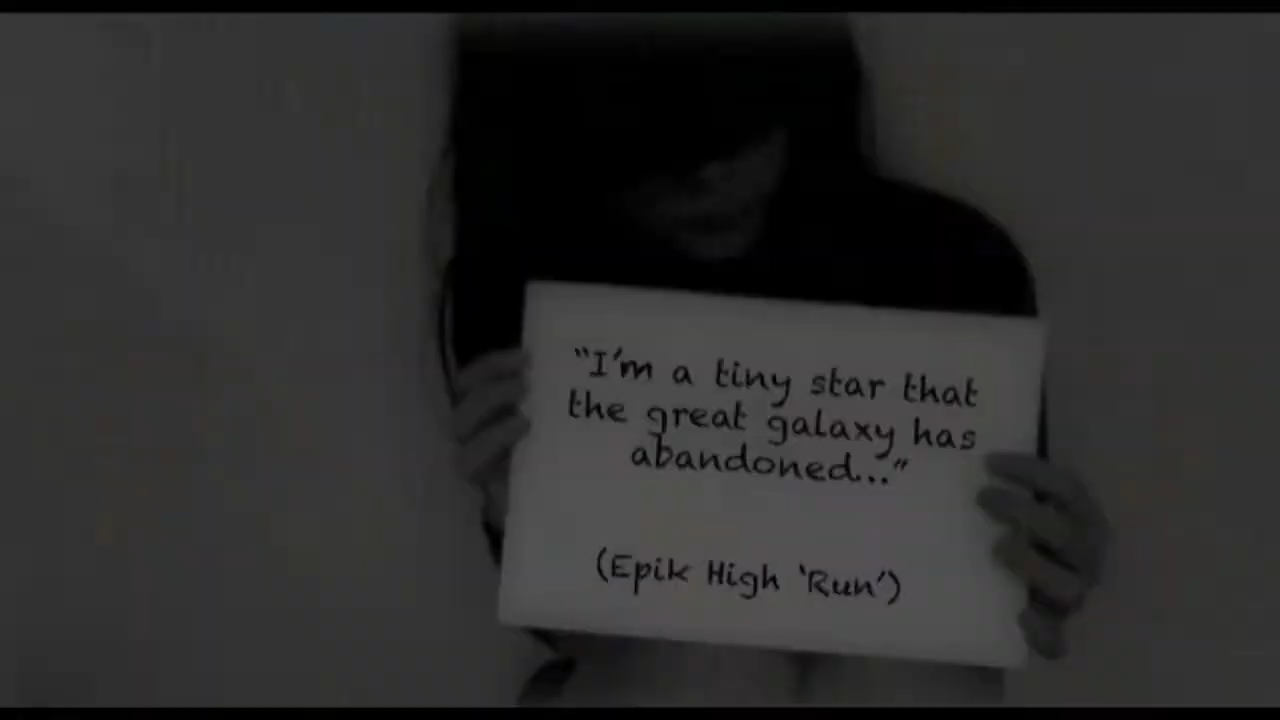 "I'm a tiny star that
the great galaxy has
abandoned..."
(Epik High 'Run')